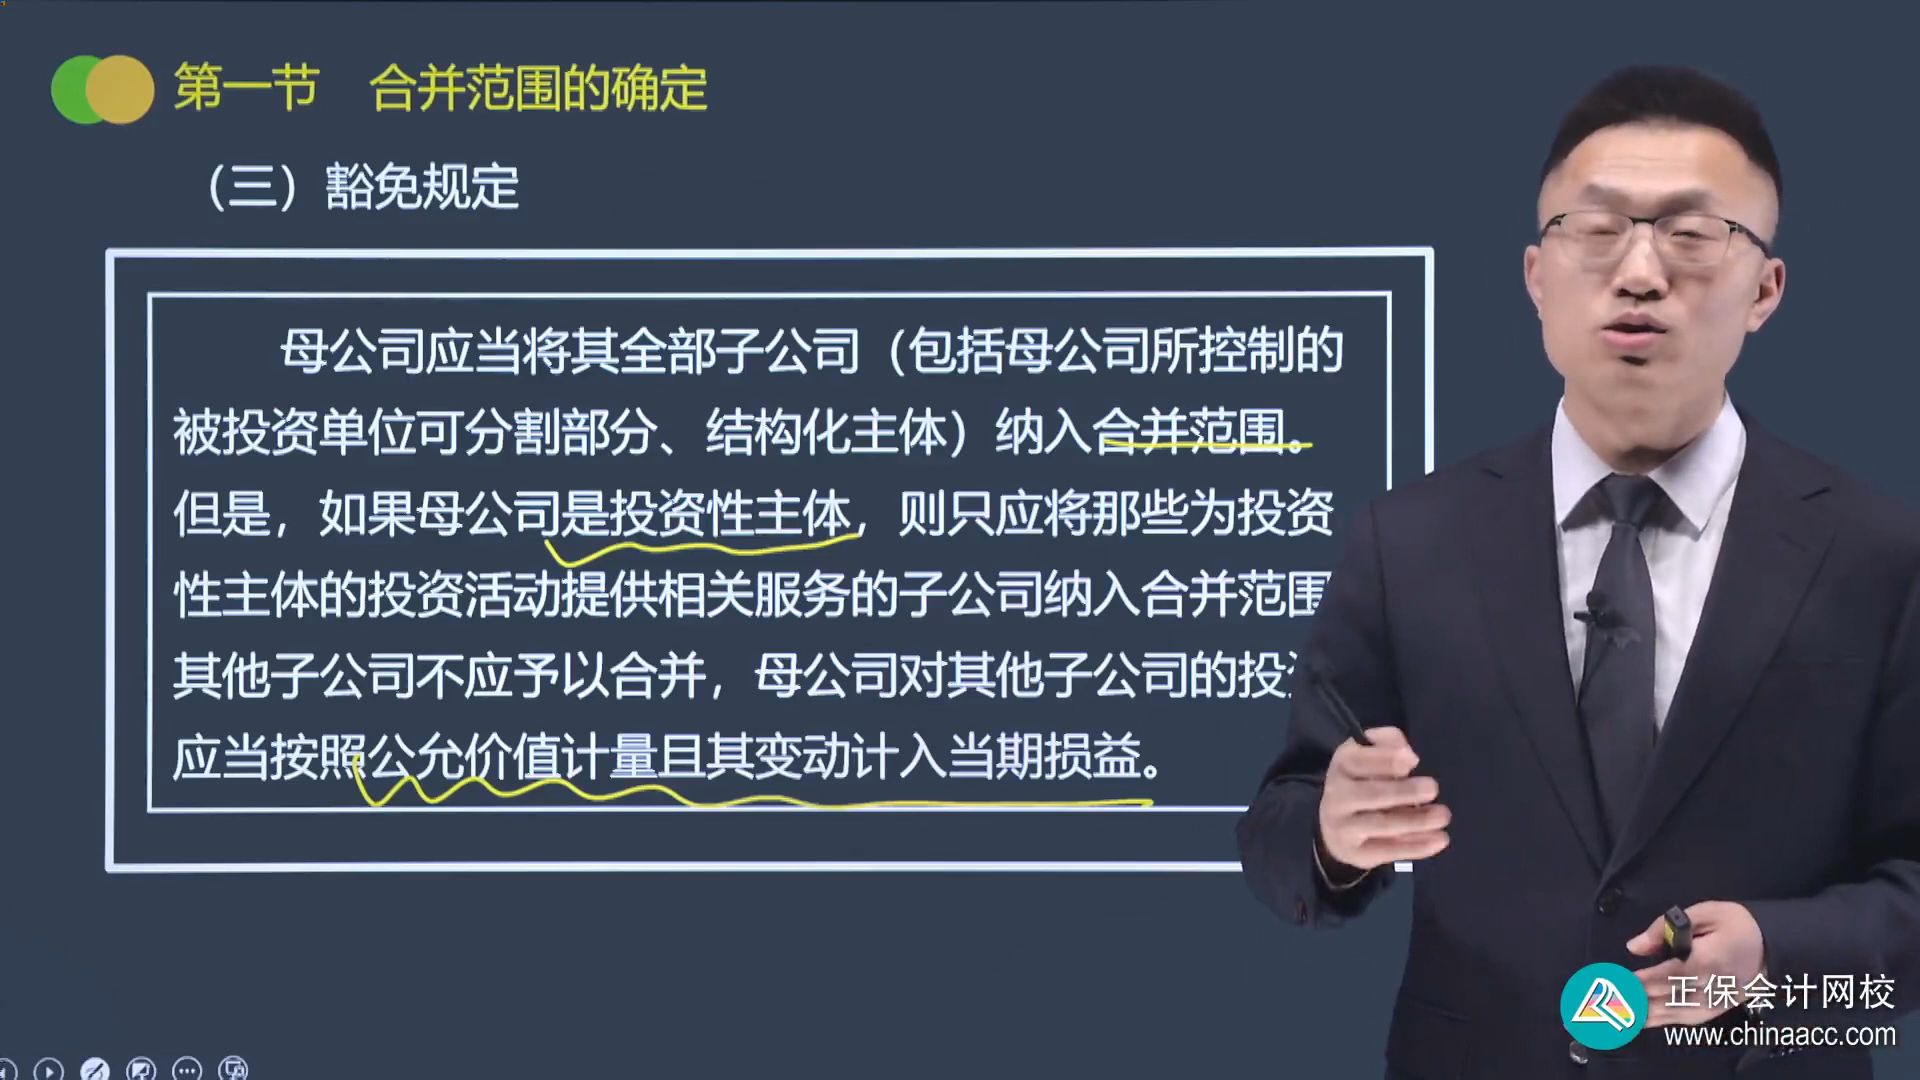 第一节 合并范围的确定
（三）豁免规定
母公司应当将其全部子公司（包括母公司所控制的
被投资单位可分割部分、结构化主体）纳入合并范围。
但是，如果母公司是投资性主体，则只应将那些为投资
性主体的投资活动提供相关服务的子公司纳入合并范围
其他子公司不应予以合并，母公司对其他子公司的投
应当按照公允价值计量且其变动计入当期损益。
正保会计网校
www.chinaacc.com